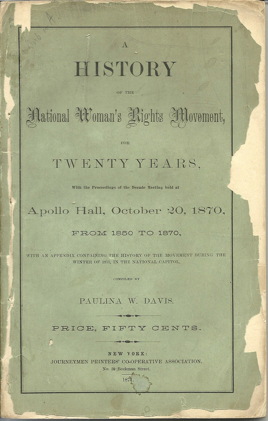 A
HISTORY
OF THE
National Woman's Rights Movement,
FOR
TWENTY YEARS,
With the Proceedings of the Decade Meeting held at
Apollo Hall, October 20, 1870,
FROM 1850 TO 1870,
WITH AN APPENDIX CONTAINING THE HISTORY OF THE MOVEMENT DURING THE
WINTER OF 1871, IN THE NATIONAL CAPITOL,
COMPILED BY
PAULINA W. DAVIS.
PRICE, FIFTY CENTS.
NEW YORK:
JOURNEYMEN PRINTERS' CO-OPERATIVE ASSOCIATION,
No. 30 Beekman Street.
1871.